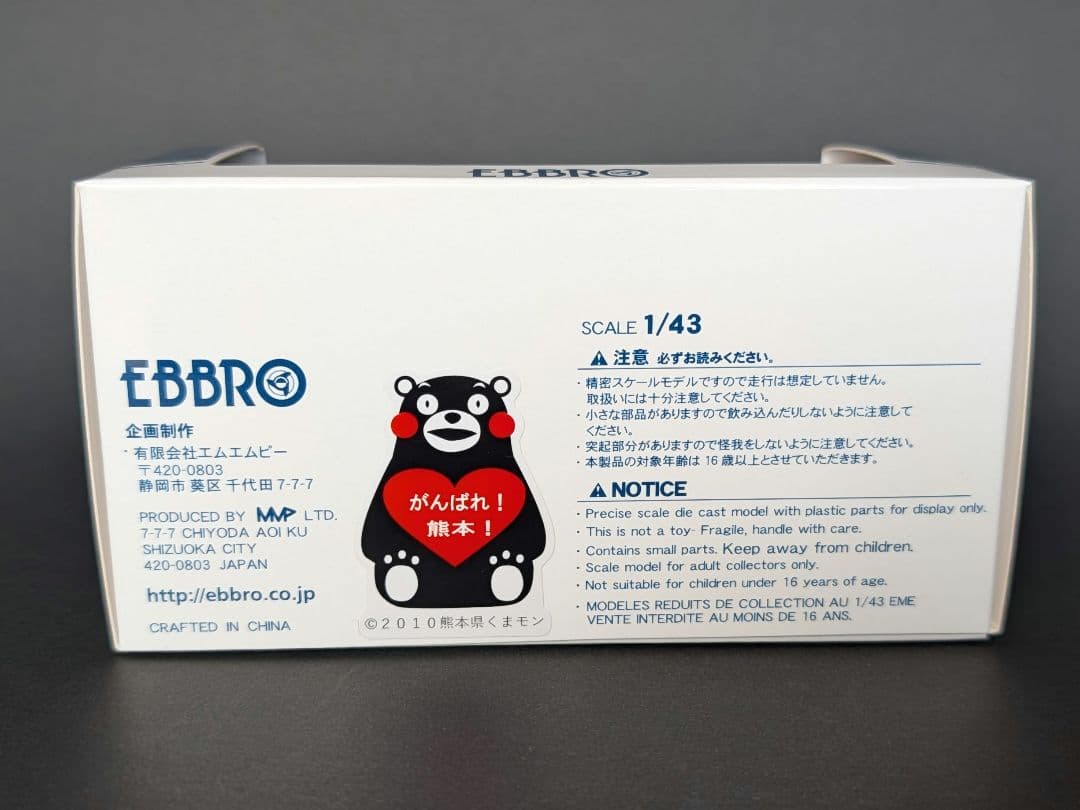 EBBRO
EBBRO
企画制作
・有限会社エムエムピー
〒420-0803
静岡市 葵区 千代田 7-7-7
PRODUCED BY MMP LTD.
7-7-7 CHIYODA AOI KU
SHIZUOKA CITY
420-0803 JAPAN
http://ebbro.co.jp
CRAFTED IN CHINA
がんばれ！
熊本！
©２０１０熊本県くまモン
SCALE 1/43
注意 必ずお読みください。
・精密スケールモデルですので走行は想定していません。
取扱いには十分注意してください。
・小さな部品がありますので飲み込んだりしないように注意して
ください。
・突起部分がありますので怪我をしないように注意してください。
・本製品の対象年齢は 16 歳以上とさせていただきます。
NOTICE
・Precise scale die cast model with plastic parts for display only.
・This is not a toy- Fragile, handle with care.
・Contains small parts. Keep away from children.
・Scale model for adult collectors only.
・Not suitable for children under 16 years of age.
・MODELES REDUITS DE COLLECTION AU 1/43 EME
VENTE INTERDITE AU MOINS DE 16 ANS.